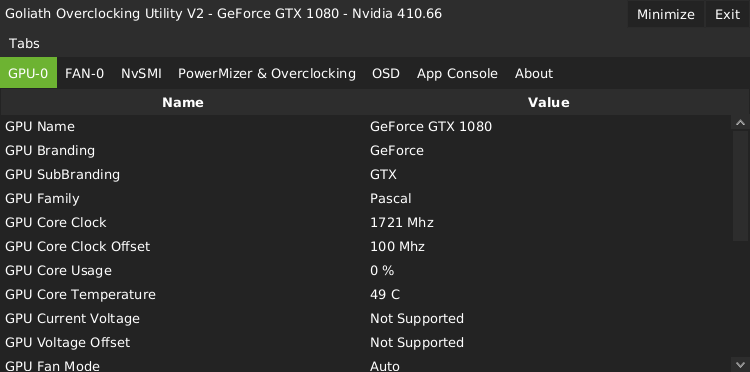 Goliath Overclocking Utility V2 - GeForce GTX 1080 - Nvidia 410.66 Minimize Exit
Tabs
GPU-0 FAN-0 NvSMI PowerMizer & Overclocking OSD App Console About
Name Value
GPU Name GeForce GTX 1080
GPU Branding GeForce
GPU SubBranding GTX
GPU Family Pascal
GPU Core Clock 1721 Mhz
GPU Core Clock Offset 100 Mhz
GPU Core Usage 0 %
GPU Core Temperature 49 C
GPU Current Voltage Not Supported
GPU Voltage Offset Not Supported
GPU Fan Mode Auto